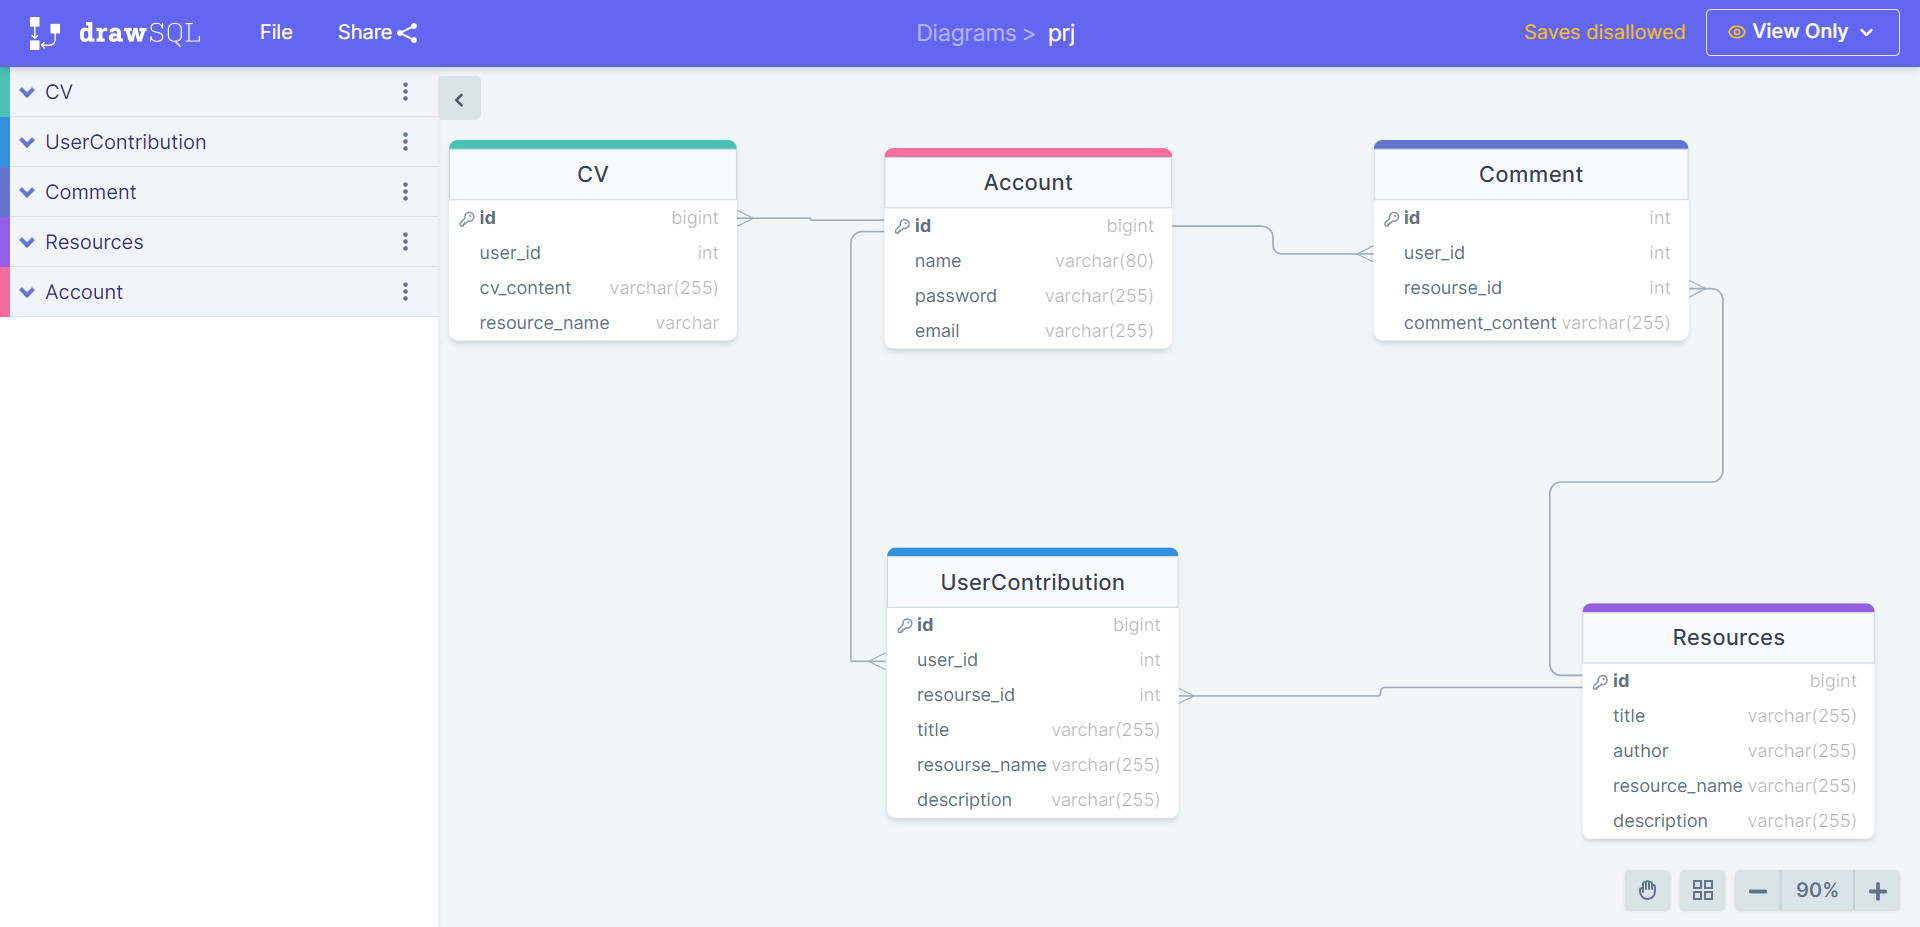 drawSQL File Share Diagrams > prj Saves disallowed View Only
CV
UserContribution
Comment
Resources
Account
CV
id bigint
user_id int
cv_content varchar(255)
resource_name varchar
Account
id bigint
name varchar(80)
password varchar(255)
email varchar(255)
Comment
id int
user_id int
resourse_id int
comment_content varchar(255)
UserContribution
id bigint
user_id int
resourse_id int
title varchar(255)
resourse_name varchar(255)
description varchar(255)
Resources
id bigint
title varchar(255)
author varchar(255)
resource_name varchar(255)
description varchar(255)
90%